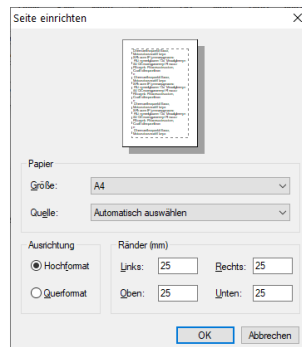 Seite einrichten
Papier
Größe: A4
Quelle: Automatisch auswählen
Ausrichtung
Hochformat
Querformat
Ränder (mm)
Links: 25 Rechts: 25
Oben: 25 Unten: 25
OK Abbrechen